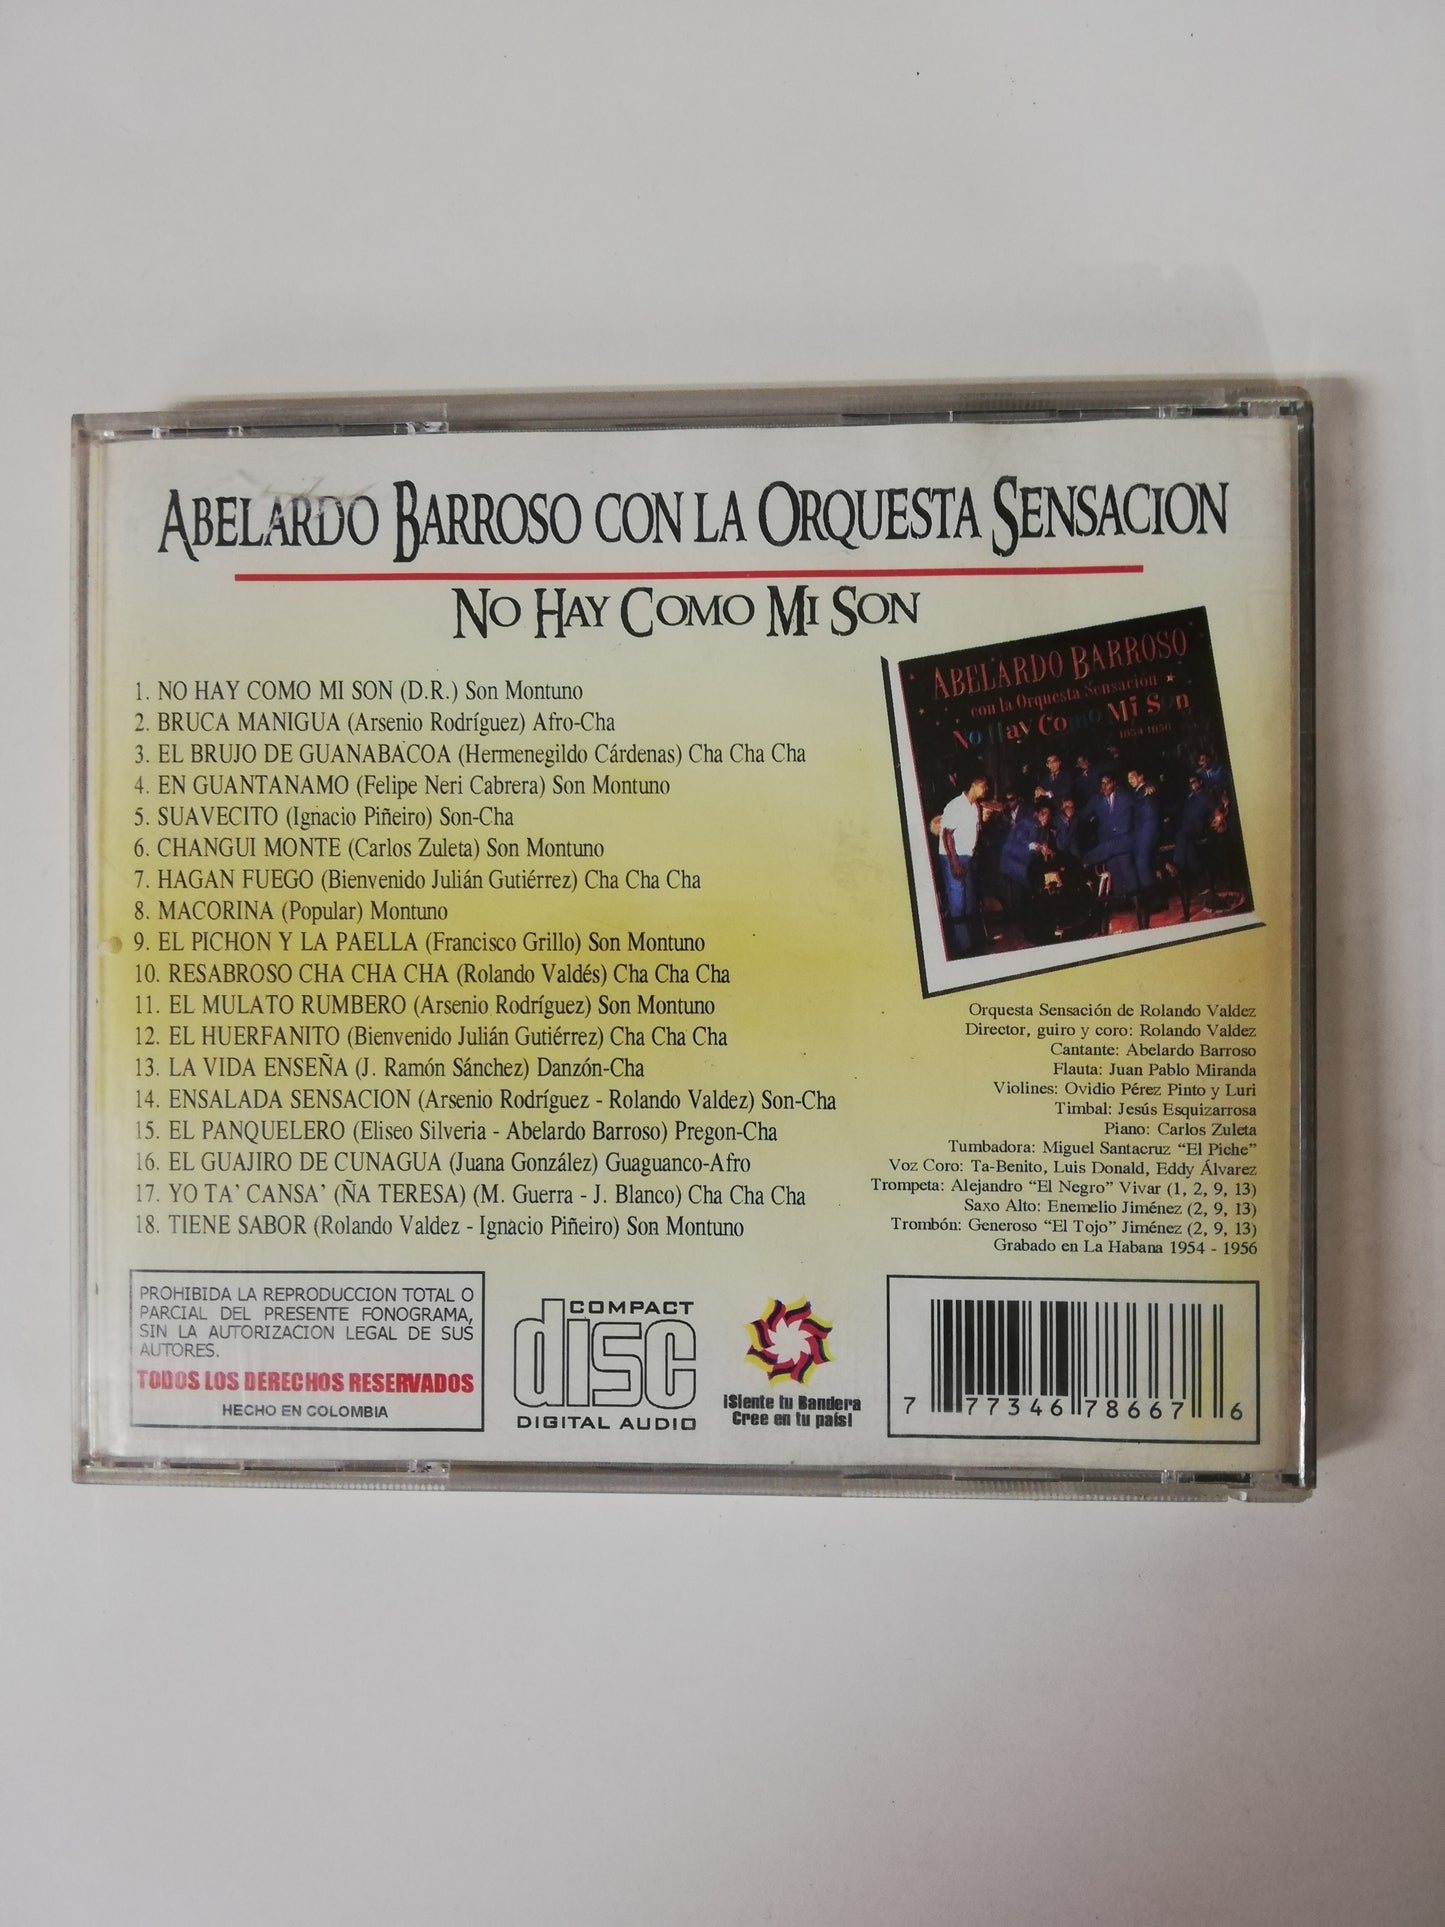 ABELARDO BARROSO CON LA ORQUESTA SENSACION
NO HAY COMO MI SON
1. NO HAY COMO MI SON (D.R.) Son Montuno
2. BRUCA MANIGUA (Arsenio Rodríguez) Afro-Cha
3. EL BRUJO DE GUANABACOA (Hermenegildo Cárdenas) Cha Cha Cha
4. EN GUANTANAMO (Felipe Neri Cabrera) Son Montuno
5. SUAVECITO (Ignacio Piñeiro) Son-Cha
6. CHANGUI MONTE (Carlos Zuleta) Son Montuno
7. HAGAN FUEGO (Bienvenido Julián Gutiérrez) Cha Cha Cha
8. MACORINA (Popular) Montuno
9. EL PICHON Y LA PAELLA (Francisco Grillo) Son Montuno
10. RESABROSO CHA CHA CHA (Rolando Valdés) Cha Cha Cha
11. EL MULATO RUMBERO (Arsenio Rodríguez) Son Montuno
12. EL HUERFANITO (Bienvenido Julián Gutiérrez) Cha Cha Cha
13. LA VIDA ENSEÑA (J. Ramón Sánchez) Danzón-Cha
14. ENSALADA SENSACION (Arsenio Rodríguez - Rolando Valdez) Son-Cha
15. EL PANQUELERO (Eliseo Silveria - Abelardo Barroso) Pregon-Cha
16. EL GUAJIRO DE CUNAGUA (Juana González) Guaguanco-Afro
17. YO TA' CANSA' (ÑA TERESA) (M. Guerra - J. Blanco) Cha Cha Cha
18. TIENE SABOR (Rolando Valdez - Ignacio Piñeiro) Son Montuno
ABELARDO BARROSO
con la Orquesta Sensación
No Hay Como Mi Son
1954 1956
Orquesta Sensación de Rolando Valdez
Director, guiro y coro: Rolando Valdez
Cantante: Abelardo Barroso
Flauta: Juan Pablo Miranda
Violines: Ovidio Pérez Pinto y Luri
Timbal: Jesús Esquizarrosa
Piano: Carlos Zuleta
Tumbadora: Miguel Santacruz “El Piche”
Voz Coro: Ta-Benito, Luis Donald, Eddy Álvarez
Trompeta: Alejandro “El Negro” Vivar (1, 2, 9, 13)
Saxo Alto: Enemelio Jiménez (2, 9, 13)
Trombón: Generoso “El Tojo” Jiménez (2, 9, 13)
Grabado en La Habana 1954 - 1956
PROHIBIDA LA REPRODUCCION TOTAL O
PARCIAL DEL PRESENTE FONOGRAMA,
SIN LA AUTORIZACION LEGAL DE SUS
AUTORES.
TODOS LOS DERECHOS RESERVADOS
HECHO EN COLOMBIA
COMPACT
disc
DIGITAL AUDIO
¡Siente tu Bandera
Cree en tu país!
7 77346 78667 6